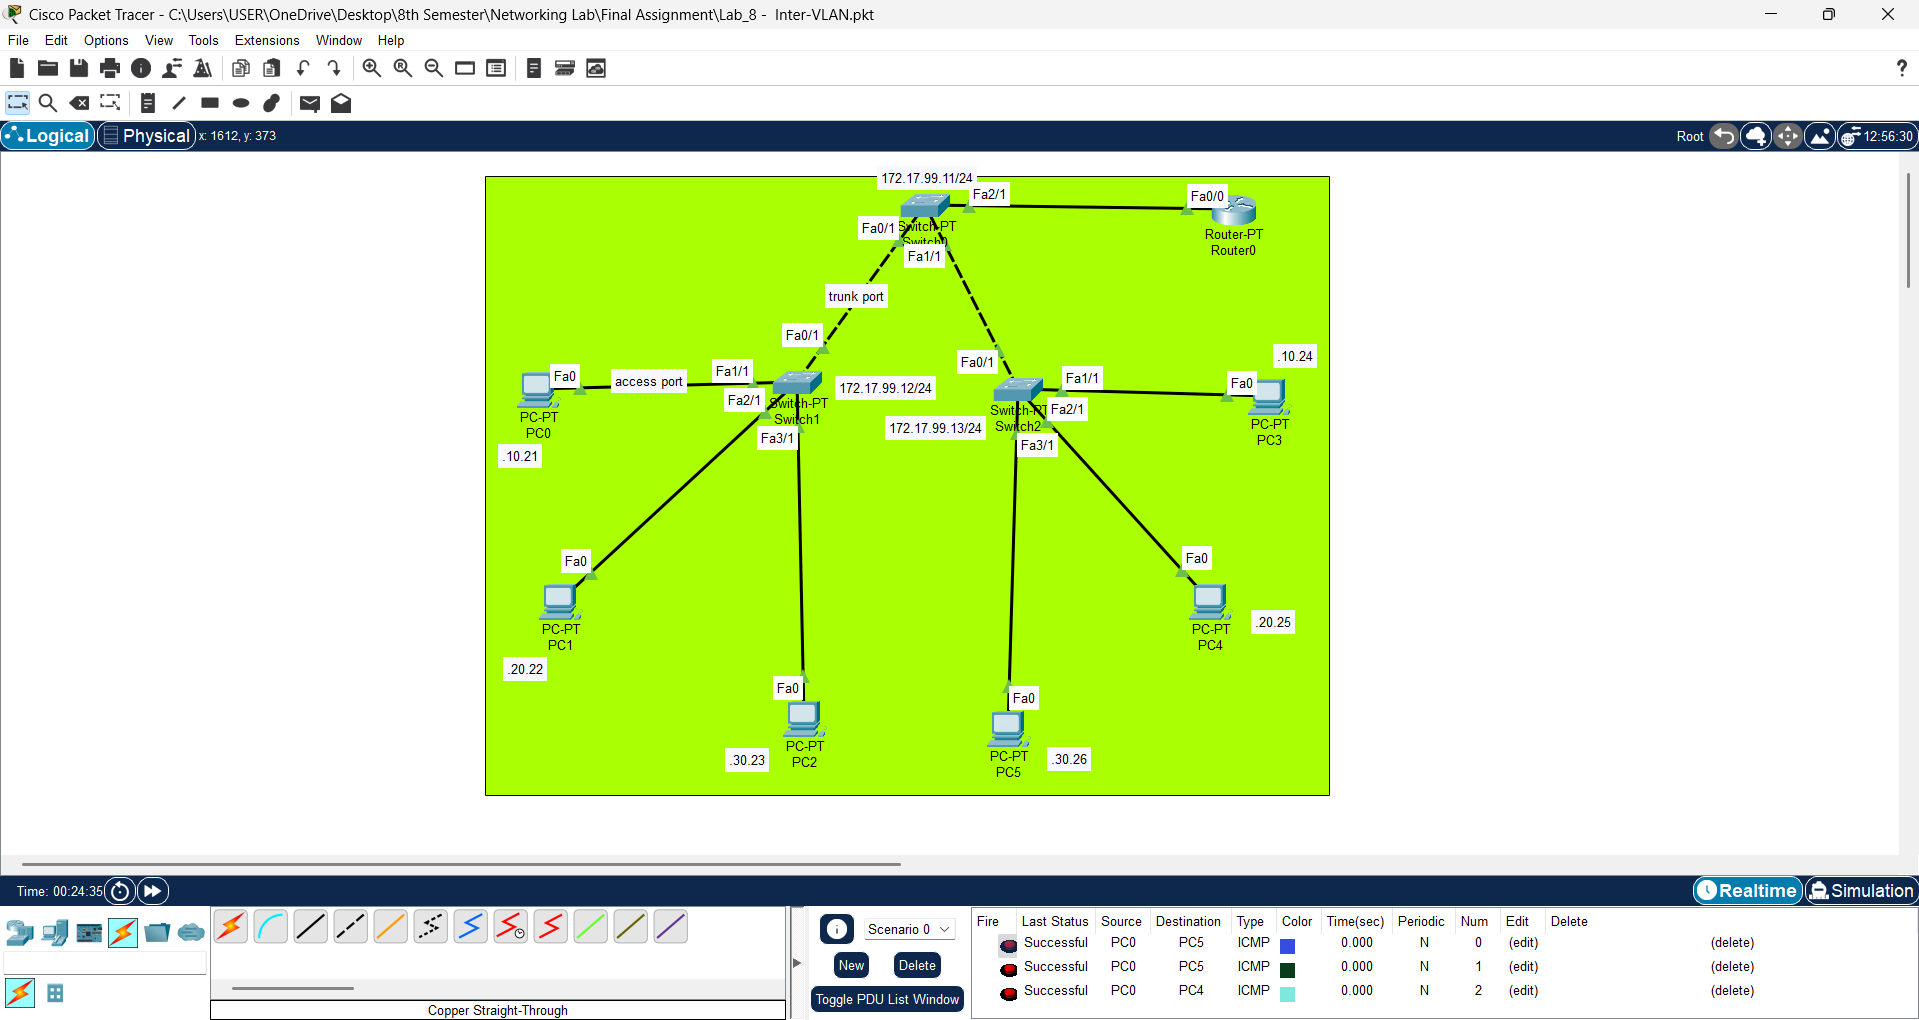 Cisco Packet Tracer - C:\Users\USER\OneDrive\Desktop\8th Semester\Networking Lab\Final Assignment\Lab_8 - Inter-VLAN.pkt
File Edit Options View Tools Extensions Window Help
?
Logical Physical x: 1612, y: 373 Root 12:56:30
172.17.99.11/24
Fa2/1 Fa0/0
Fa0/1 Switch-PT
Switch0
Router-PT
Router0
Fa1/1
trunk port
Fa0/1
Fa0/1
.10.24
Fa0 access port Fa1/1
172.17.99.12/24
Fa1/1 Fa0
Fa2/1 Switch-PT
Switch1
Switch-PT Fa2/1
Switch2
PC-PT
PC0
PC-PT
PC3
172.17.99.13/24
Fa3/1
Fa3/1
.10.21
Fa0
Fa0
PC-PT
PC1
PC-PT
PC4
.20.25
.20.22
Fa0
Fa0
PC-PT
PC2
PC-PT
PC5
.30.23
.30.26
Time: 00:24:35 Realtime Simulation
Scenario 0
New Delete
Toggle PDU List Window
Copper Straight-Through
Fire Last Status Source Destination Type Color Time(sec) Periodic Num Edit Delete
Successful PC0 PC5 ICMP 0.000 N 0 (edit) (delete)
Successful PC0 PC5 ICMP 0.000 N 1 (edit) (delete)
Successful PC0 PC4 ICMP 0.000 N 2 (edit) (delete)